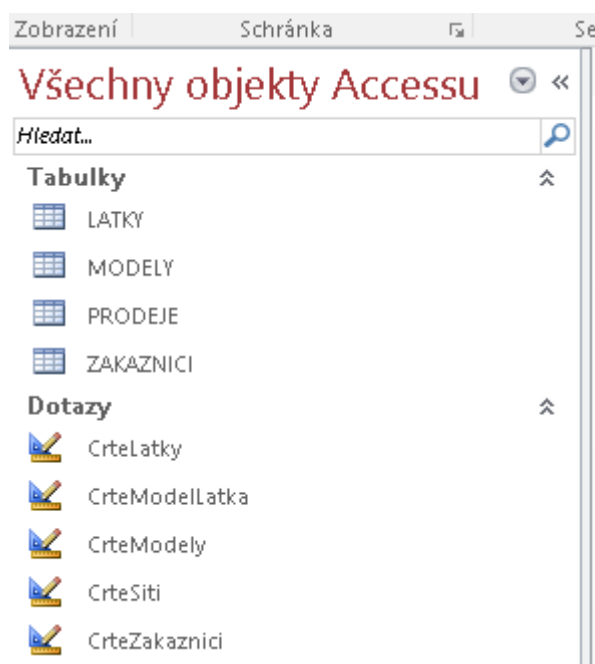 Zobrazení Schránka Se
Všechny objekty Accessu
Hledat...
Tabulky
LATKY
MODELY
PRODEJE
ZAKAZNICI
Dotazy
CrteLatky
CrteModelLatka
CrteModely
CrteSiti
CrteZakaznici